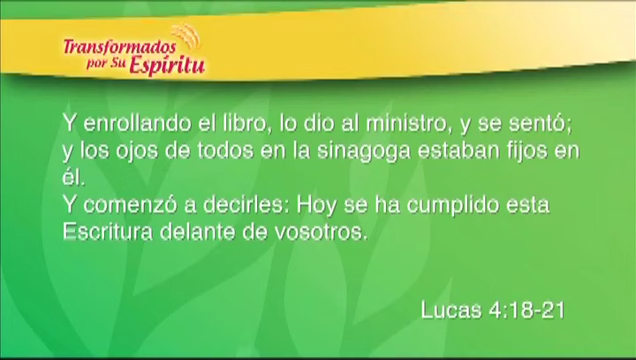 Transformados
por Su Espíritu
Y enrollando el libro, lo dio al ministro, y se sentó;
y los ojos de todos en la sinagoga estaban fijos en
él.
Y comenzó a decirles: Hoy se ha cumplido esta
Escritura delante de vosotros.
Lucas 4:18-21